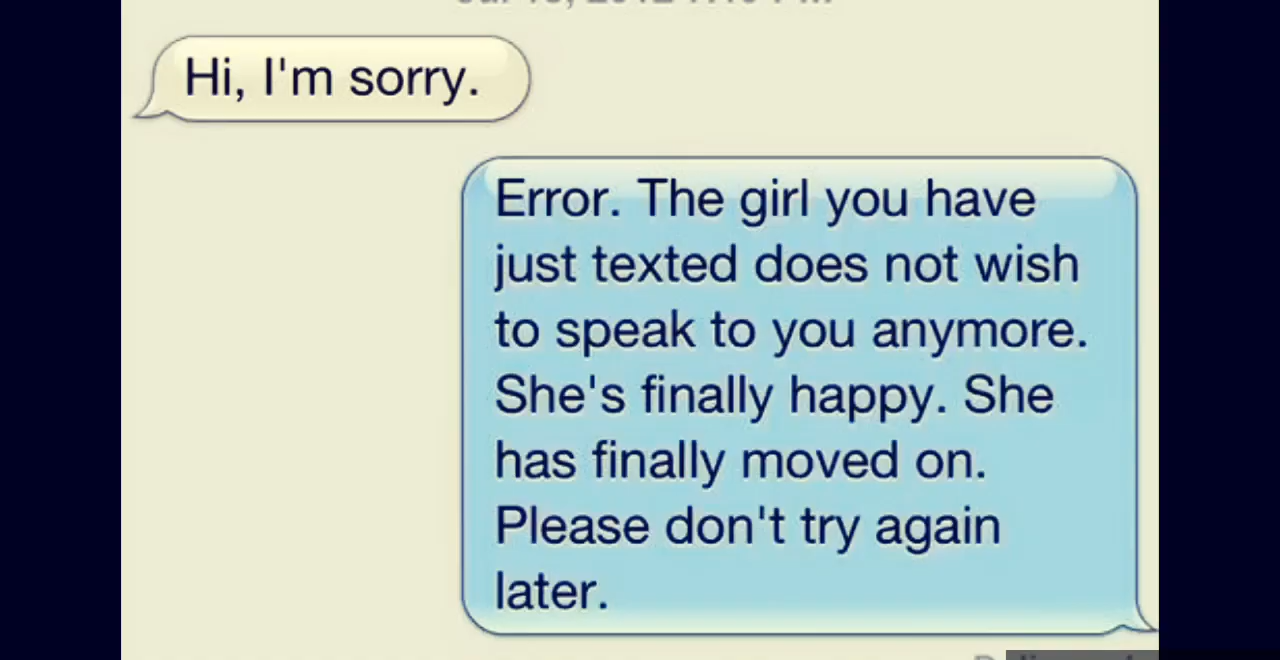 Hi, I'm sorry.
Error. The girl you have
just texted does not wish
to speak to you anymore.
She's finally happy. She
has finally moved on.
Please don't try again
later.